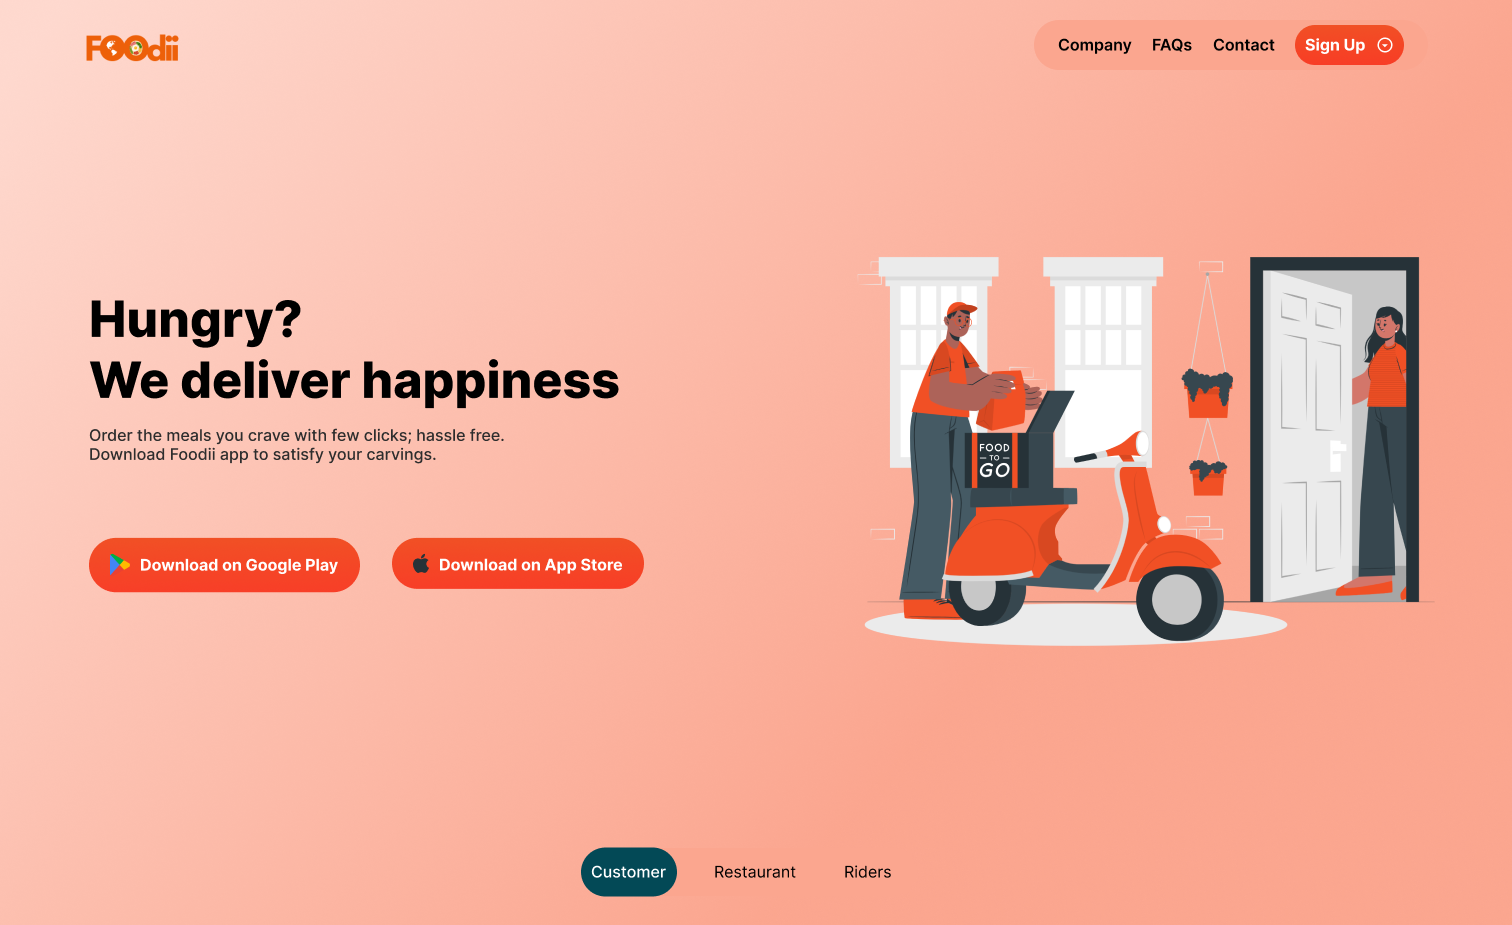 FOOdii
Company FAQs Contact Sign Up
Hungry?
We deliver happiness
Order the meals you crave with few clicks; hassle free.
Download Foodii app to satisfy your carvings.
Download on Google Play
Download on App Store
FOOD
TO
GO
Customer Restaurant Riders